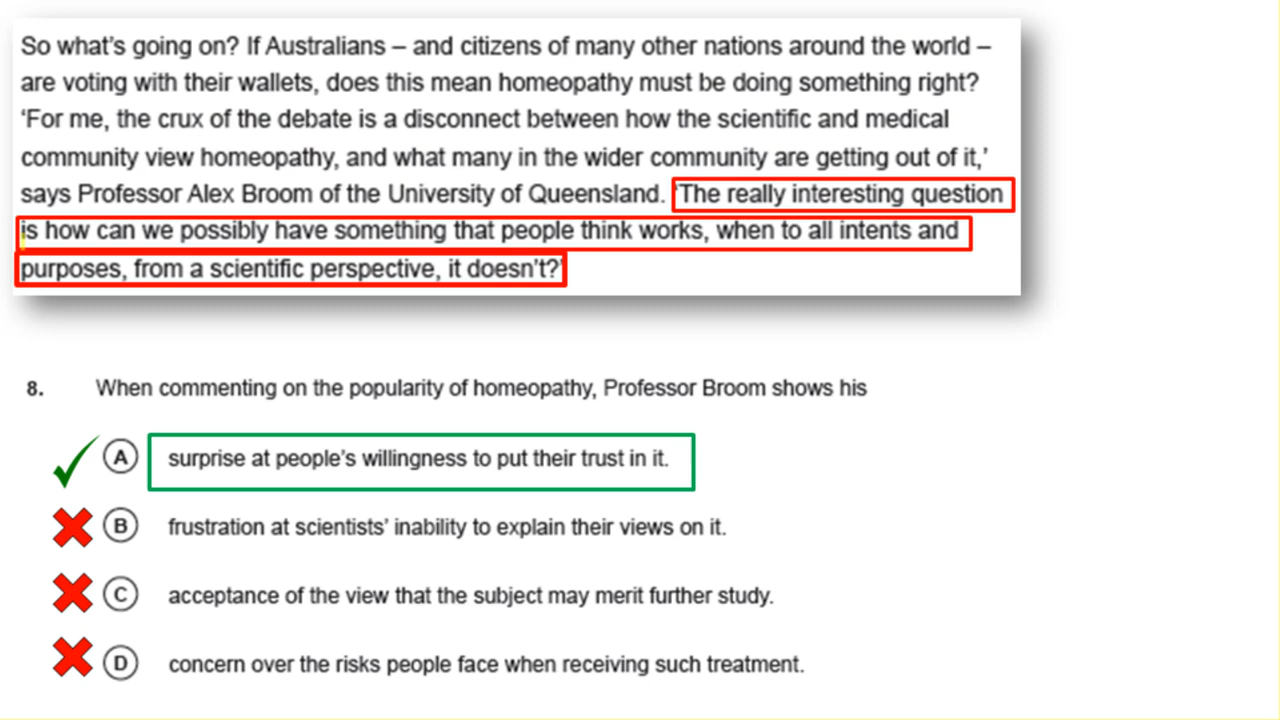 So what's going on? If Australians – and citizens of many other nations around the world –
are voting with their wallets, does this mean homeopathy must be doing something right?
'For me, the crux of the debate is a disconnect between how the scientific and medical
community view homeopathy, and what many in the wider community are getting out of it,'
says Professor Alex Broom of the University of Queensland. 'The really interesting question
is how can we possibly have something that people think works, when to all intents and
purposes, from a scientific perspective, it doesn't?'
8. When commenting on the popularity of homeopathy, Professor Broom shows his
A surprise at people's willingness to put their trust in it.
B frustration at scientists' inability to explain their views on it.
C acceptance of the view that the subject may merit further study.
D concern over the risks people face when receiving such treatment.